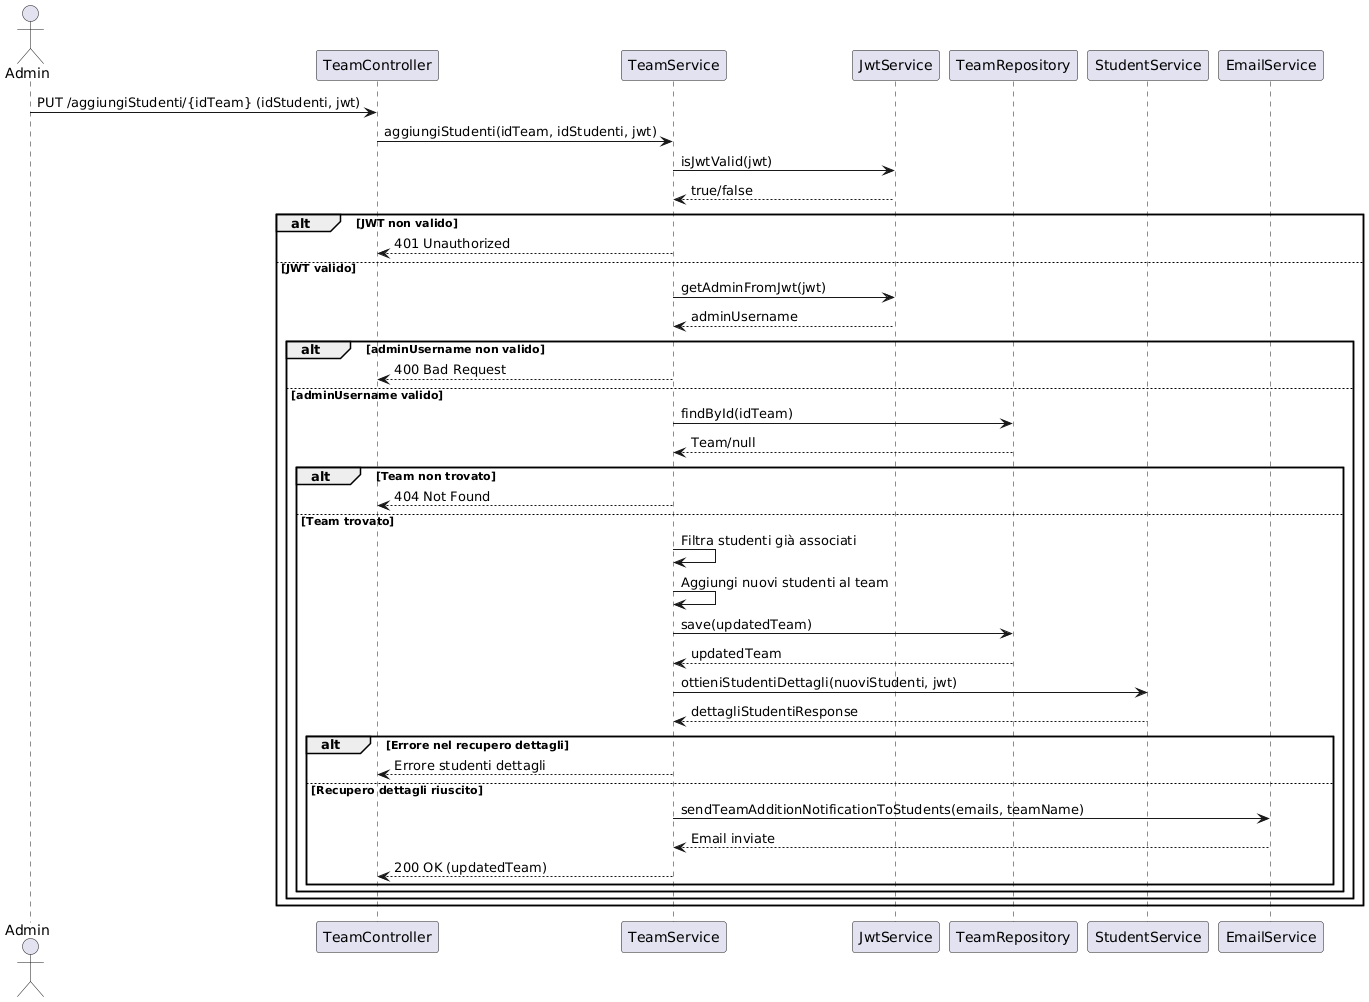 Admin
TeamController
TeamService
JwtService
TeamRepository
StudentService
EmailService
PUT /aggiungiStudenti/{idTeam} (idStudenti, jwt)
aggiungiStudenti(idTeam, idStudenti, jwt)
isJwtValid(jwt)
true/false
alt [JWT non valido]
401 Unauthorized
[JWT valido]
getAdminFromJwt(jwt)
adminUsername
alt [adminUsername non valido]
400 Bad Request
[adminUsername valido]
findById(idTeam)
Team/null
alt [Team non trovato]
404 Not Found
[Team trovato]
Filtra studenti già associati
Aggiungi nuovi studenti al team
save(updatedTeam)
updatedTeam
ottieniStudentiDettagli(nuoviStudenti, jwt)
dettagliStudentiResponse
alt [Errore nel recupero dettagli]
Errore studenti dettagli
[Recupero dettagli riuscito]
sendTeamAdditionNotificationToStudents(emails, teamName)
Email inviate
200 OK (updatedTeam)
Admin
TeamController
TeamService
JwtService
TeamRepository
StudentService
EmailService